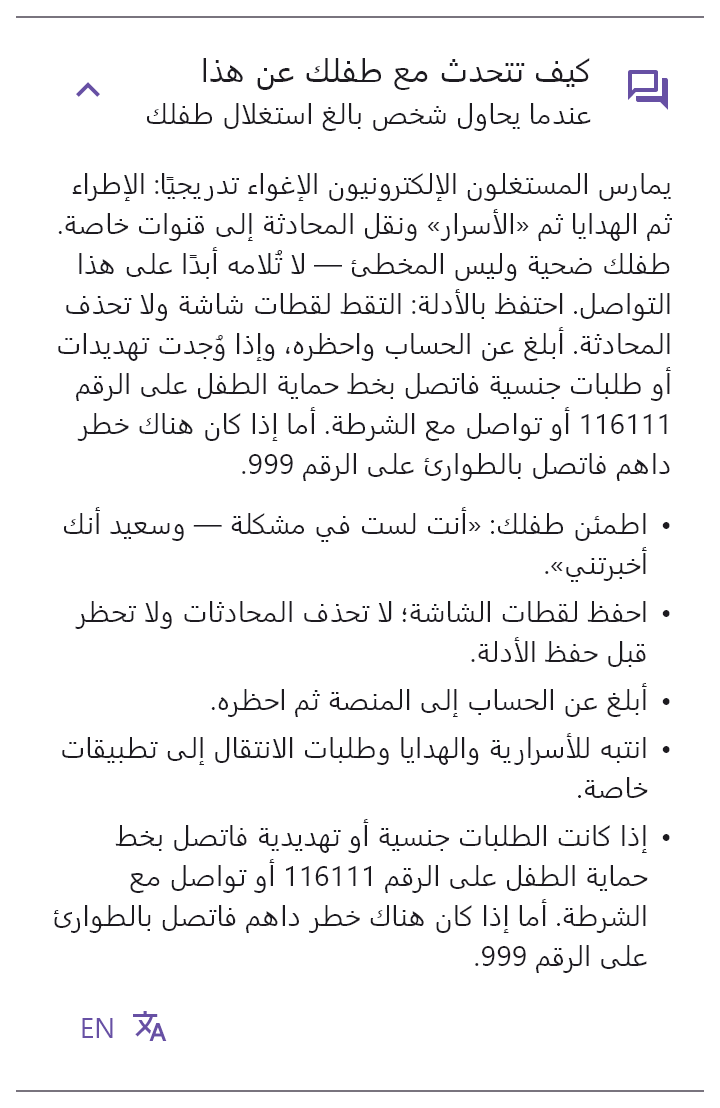 كيف تتحدث مع طفلك عن هذا
عندما يحاول شخص بالغ استغلال طفلك
يمارس المستغلون الإلكترونيون الإغواء تدريجيًا: الإطراء
ثم الهدايا ثم «الأسرار» ونقل المحادثة إلى قنوات خاصة.
طفلك ضحية وليس المخطئ — لا تُلامه أبدًا على هذا
التواصل. احتفظ بالأدلة: التقط لقطات شاشة ولا تحذف
المحادثة. أبلغ عن الحساب واحظره، وإذا وُجدت تهديدات
أو طلبات جنسية فاتصل بخط حماية الطفل على الرقم
116111 أو تواصل مع الشرطة. أما إذا كان هناك خطر
داهم فاتصل بالطوارئ على الرقم 999.
• اطمئن طفلك: «أنت لست في مشكلة — وسعيد أنك
أخبرتني».
• احفظ لقطات الشاشة؛ لا تحذف المحادثات ولا تحظر
قبل حفظ الأدلة.
• أبلغ عن الحساب إلى المنصة ثم احظره.
• انتبه للأسرارية والهدايا وطلبات الانتقال إلى تطبيقات
خاصة.
• إذا كانت الطلبات جنسية أو تهديدية فاتصل بخط
حماية الطفل على الرقم 116111 أو تواصل مع
الشرطة. أما إذا كان هناك خطر داهم فاتصل بالطوارئ
على الرقم 999.
EN